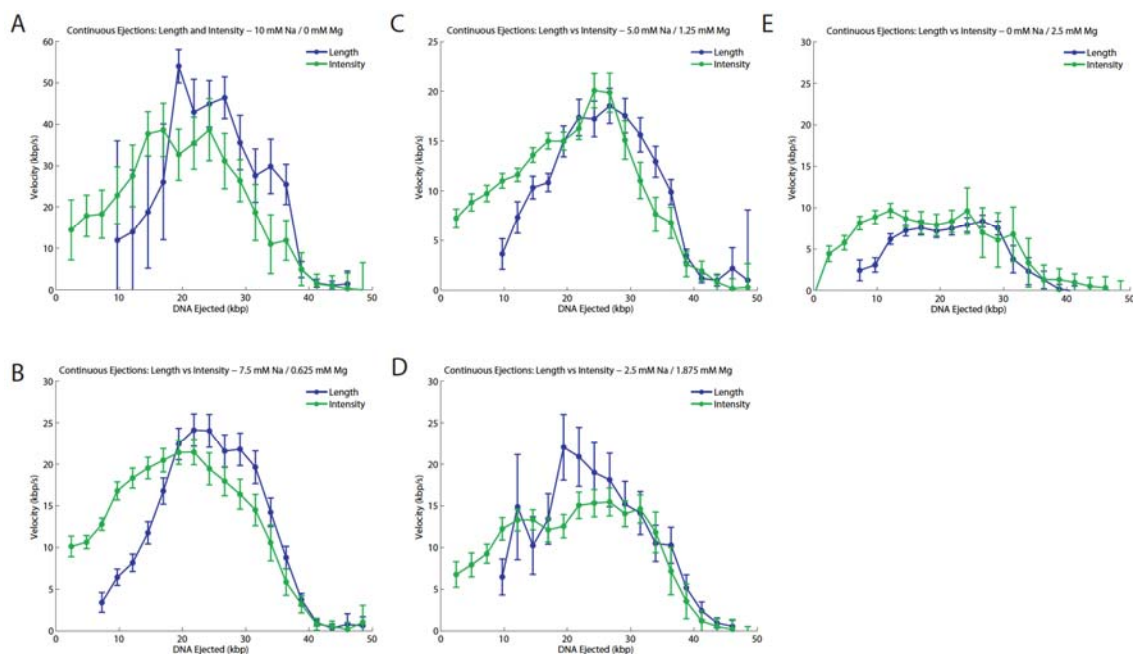 A
Continuous Ejections: Length and Intensity – 10 mM Na / 0 mM Mg
Length
Intensity
Velocity (kbp/s)
60
50
40
30
20
10
0
0 10 20 30 40 50
DNA Ejected (kbp)
C
Continuous Ejections: Length vs Intensity – 5.0 mM Na / 1.25 mM Mg
Length
Intensity
Velocity (kbp/s)
25
20
15
10
5
0
0 10 20 30 40 50
DNA Ejected (kbp)
E
Continuous Ejections: Length vs Intensity – 0 mM Na / 2.5 mM Mg
Length
Intensity
Velocity (kbp/s)
30
25
20
15
10
5
0
0 10 20 30 40 50
DNA Ejected (kbp)
B
Continuous Ejections: Length vs Intensity – 7.5 mM Na / 0.625 mM Mg
Length
Intensity
Velocity (kbp/s)
30
25
20
15
10
5
0
0 10 20 30 40 50
DNA Ejected (kbp)
D
Continuous Ejections: Length vs Intensity – 2.5 mM Na / 1.875 mM Mg
Length
Intensity
Velocity (kbp/s)
30
25
20
15
10
5
0
0 10 20 30 40 50
DNA Ejected (kbp)